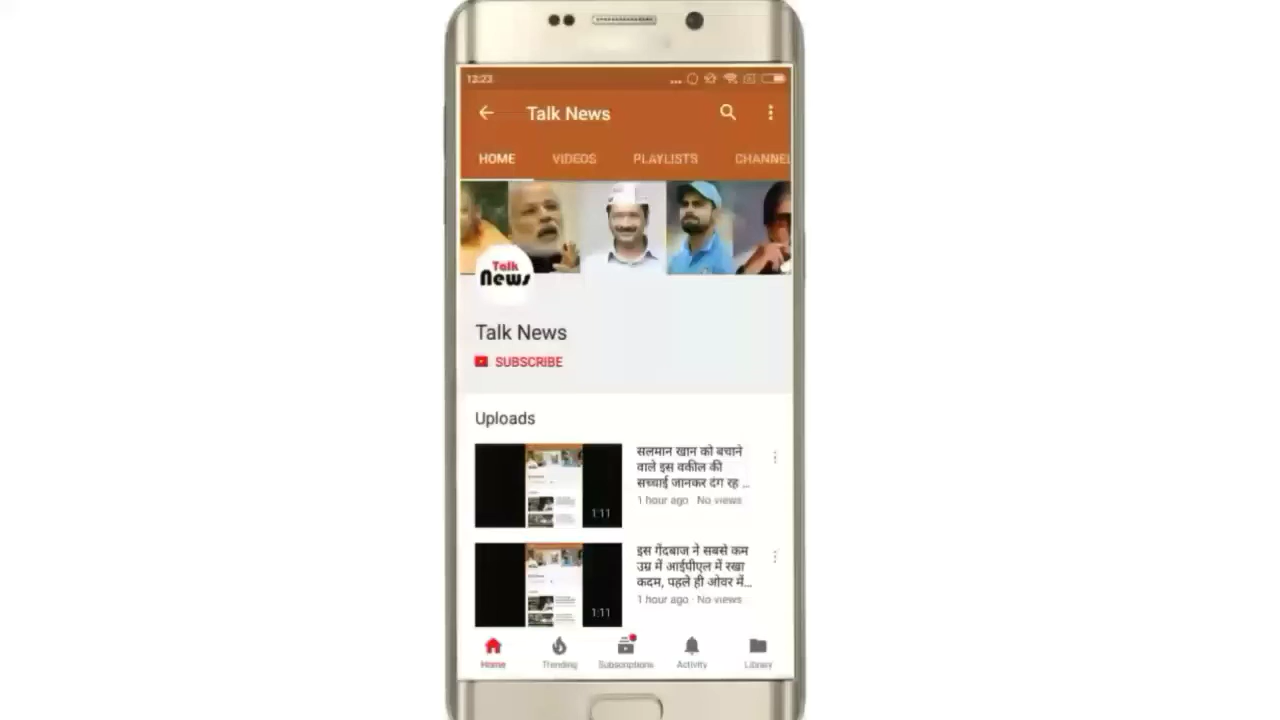 12:23
Talk News
HOME VIDEOS PLAYLISTS CHANNEL
Talk
News
Talk News
SUBSCRIBE
Uploads
सलमान खान को बचाने
वाले इस वकील की
सच्चाई जानकर दंग रह ...
1 hour ago · No views
1:11
इस गेंदबाज ने सबसे कम
उम्र में आईपीएल में रखा
कदम, पहले ही ओवर में...
1 hour ago · No views
1:11
Home Trending Subscriptions Activity Library